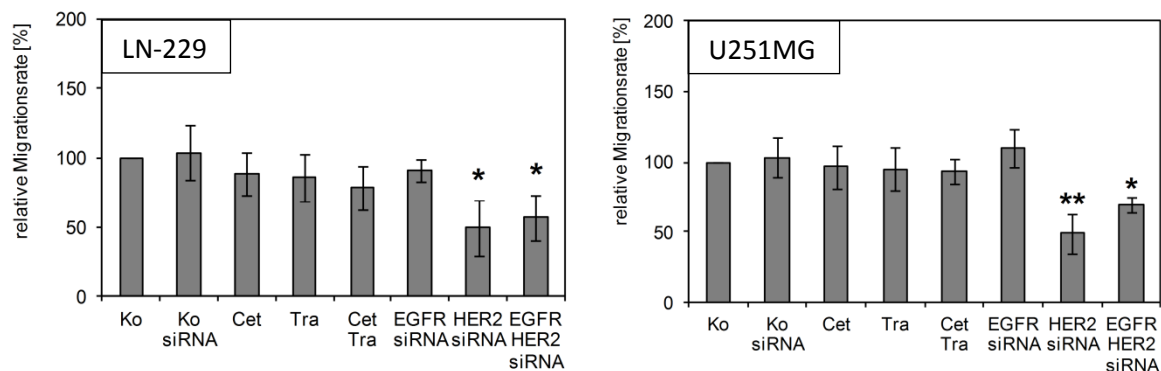 LN-229
relative Migrationsrate [%]
200
150
100
50
0
* *
Ko Ko Cet Tra Cet EGFR HER2 EGFR
siRNA Tra siRNA siRNA HER2
siRNA
U251MG
relative Migrationsrate [%]
200
150
100
50
0
** *
Ko Ko Cet Tra Cet EGFR HER2 EGFR
siRNA Tra siRNA siRNA HER2
siRNA